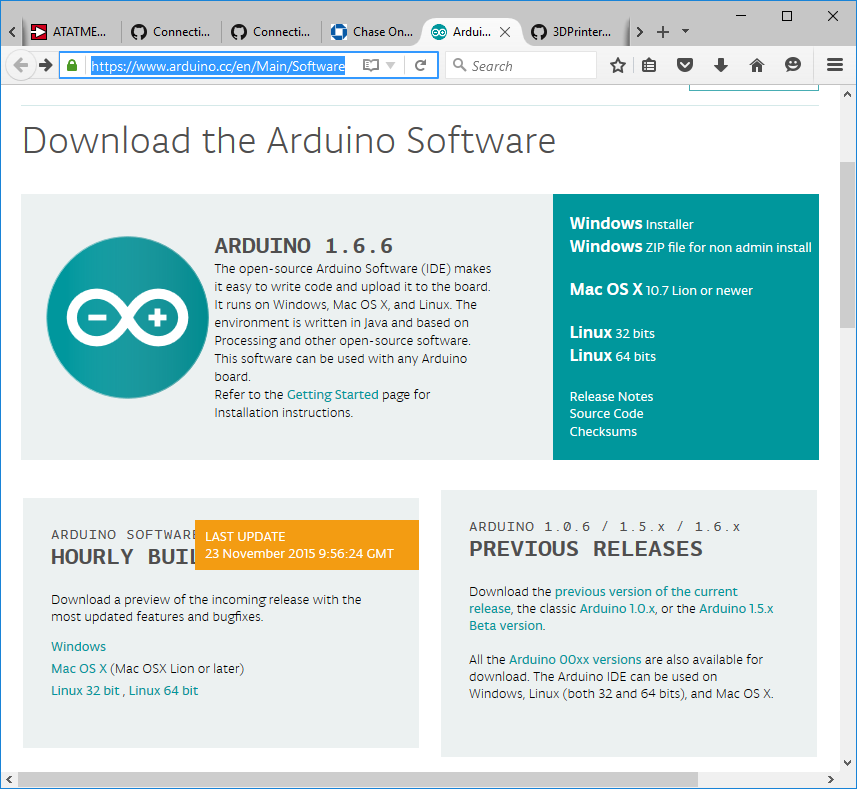 ATATME...
Connecti...
Connecti...
Chase On...
Ardui...
3DPrinter...
https://www.arduino.cc/en/Main/Software
Search
Download the Arduino Software
ARDUINO 1.6.6
The open-source Arduino Software (IDE) makes
it easy to write code and upload it to the board.
It runs on Windows, Mac OS X, and Linux. The
environment is written in Java and based on
Processing and other open-source software.
This software can be used with any Arduino
board.
Refer to the Getting Started page for
Installation instructions.
Windows Installer
Windows ZIP file for non admin install
Mac OS X 10.7 Lion or newer
Linux 32 bits
Linux 64 bits
Release Notes
Source Code
Checksums
ARDUINO SOFTWARE
HOURLY BUIL
LAST UPDATE
23 November 2015 9:56:24 GMT
Download a preview of the incoming release with the
most updated features and bugfixes.
Windows
Mac OS X (Mac OSX Lion or later)
Linux 32 bit , Linux 64 bit
ARDUINO 1.0.6 / 1.5.x / 1.6.x
PREVIOUS RELEASES
Download the previous version of the current
release, the classic Arduino 1.0.x, or the Arduino 1.5.x
Beta version.
All the Arduino 00xx versions are also available for
download. The Arduino IDE can be used on
Windows, Linux (both 32 and 64 bits), and Mac OS X.